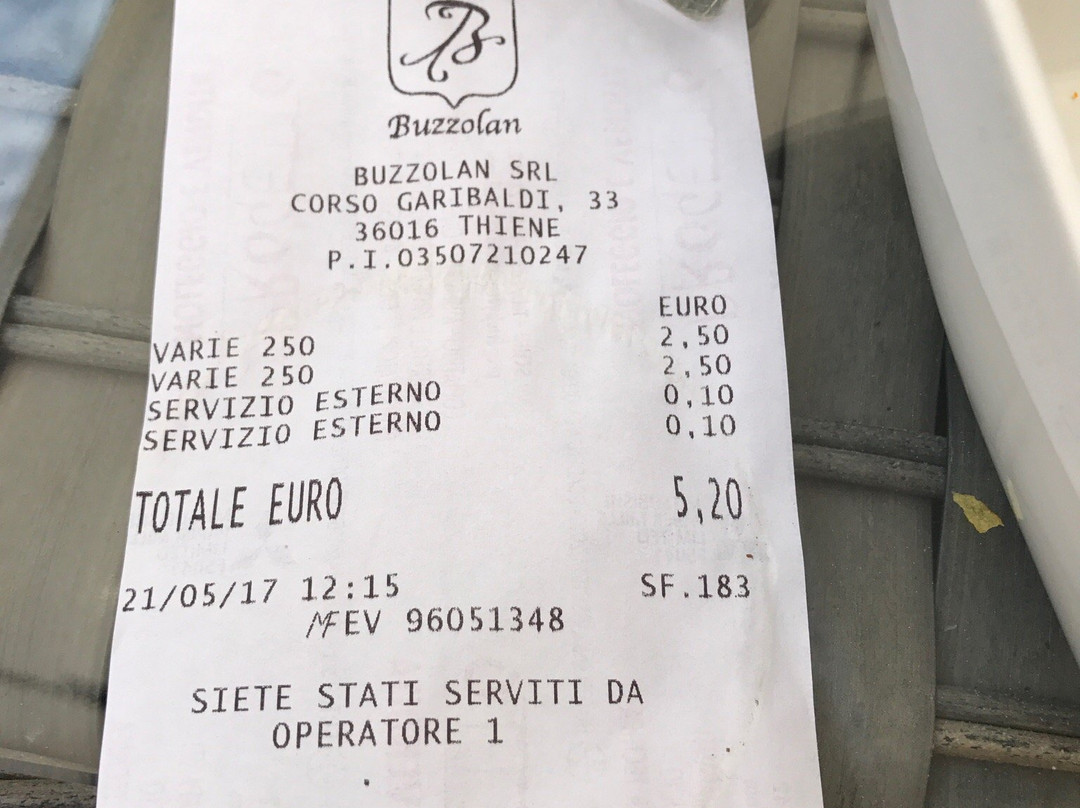 Bs
Buzzolan
BUZZOLAN SRL
CORSO GARIBALDI, 33
36016 THIENE
P.I.03507210247
EURO
VARIE 250 2,50
VARIE 250 2,50
SERVIZIO ESTERNO 0,10
SERVIZIO ESTERNO 0,10
TOTALE EURO 5,20
21/05/17 12:15 SF.183
MFEV 96051348
SIETE STATI SERVITI DA
OPERATORE 1